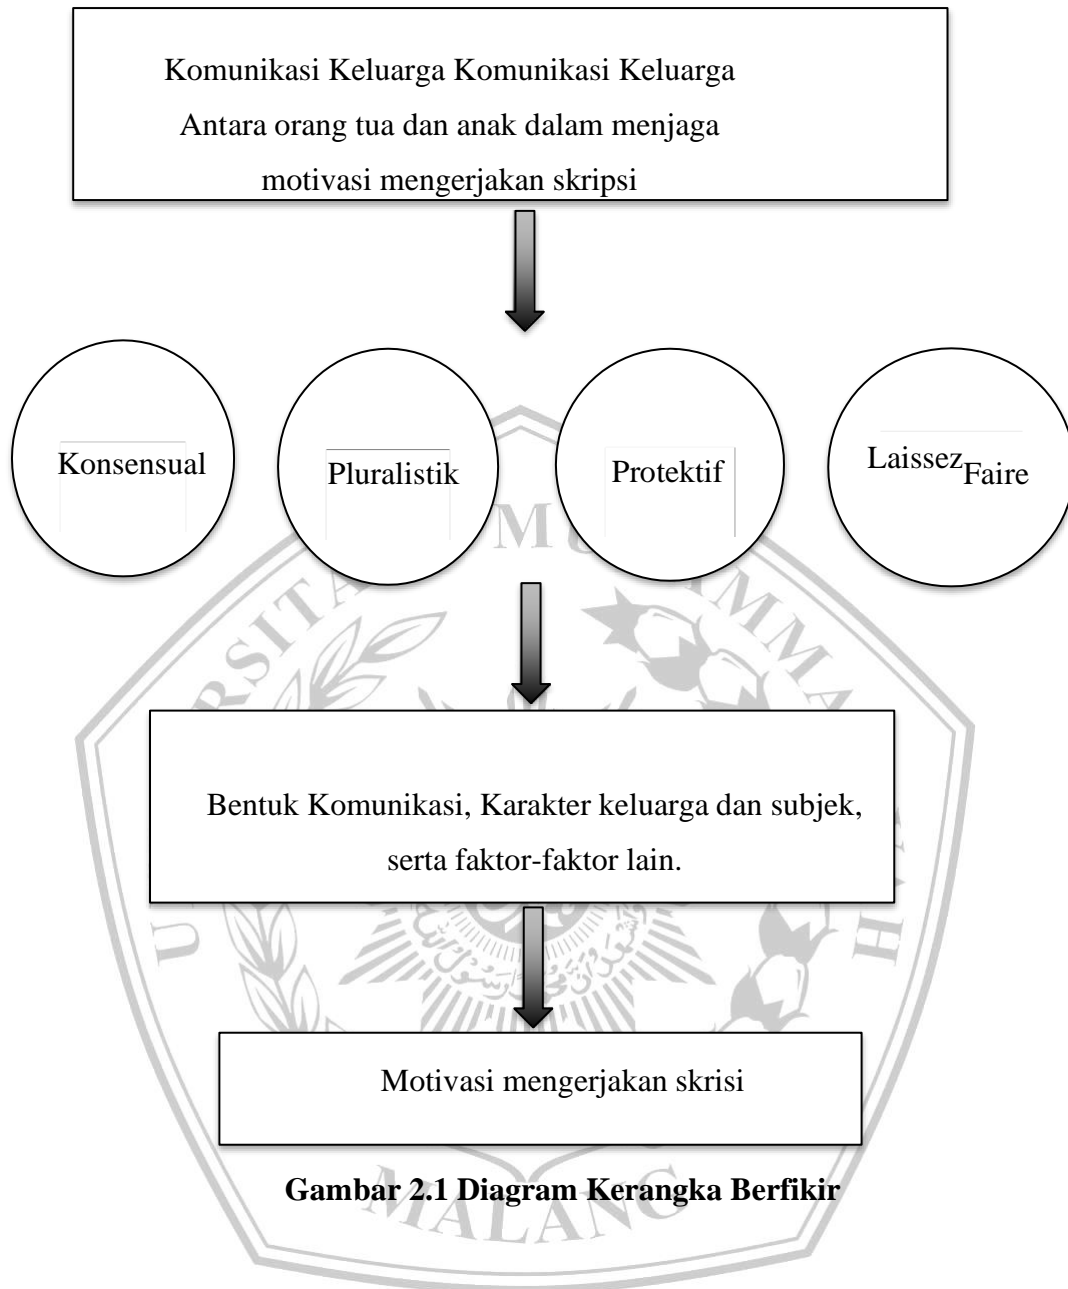 Komunikasi Keluarga Komunikasi Keluarga
Antara orang tua dan anak dalam menjaga
motivasi mengerjakan skripsi
Konsensual
Pluralistik
Protektif
Laissez Faire
Bentuk Komunikasi, Karakter keluarga dan subjek,
serta faktor-faktor lain.
Motivasi mengerjakan skrisi
Gambar 2.1 Diagram Kerangka Berfikir
MALANG